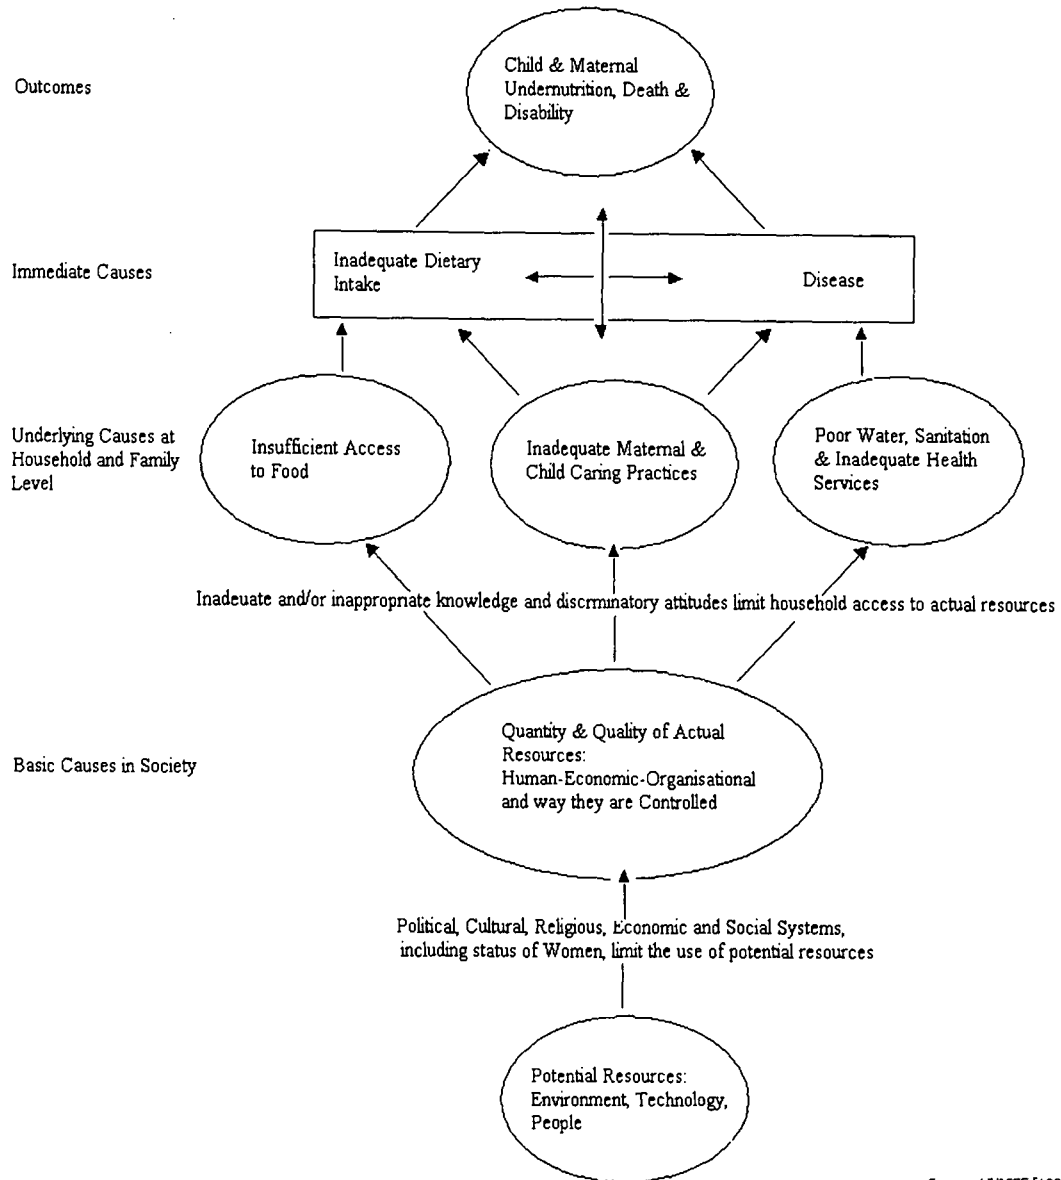 Outcomes
Child & Maternal
Undernutrition, Death &
Disability
Immediate Causes
Inadequate Dietary
Intake
Disease
Underlying Causes at
Household and Family
Level
Insufficient Access
to Food
Inadequate Maternal &
Child Caring Practices
Poor Water, Sanitation
& Inadequate Health
Services
Inadeuate and/or inappropriate knowledge and discrminatory attitudes limit household access to actual resources
Basic Causes in Society
Quantity & Quality of Actual
Resources:
Human-Economic-Organisational
and way they are Controlled
Political, Cultural, Religious, Economic and Social Systems,
including status of Women, limit the use of potential resources
Potential Resources:
Environment, Technology,
People